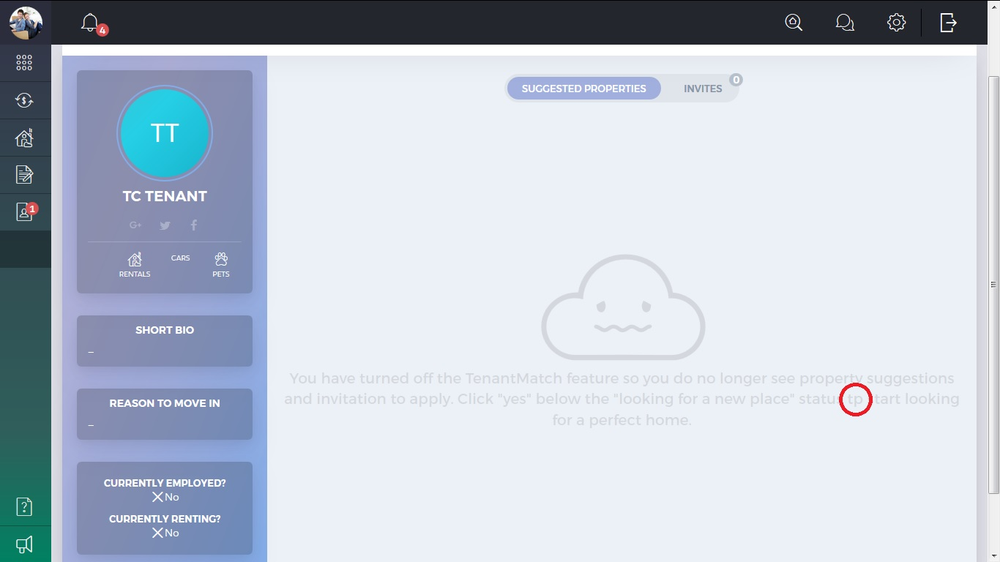 4
SUGGESTED PROPERTIES
INVITES
0
TT
TC TENANT
G+
RENTALS
CARS
PETS
1
SHORT BIO
_
REASON TO MOVE IN
_
CURRENTLY EMPLOYED?
No
CURRENTLY RENTING?
No
You have turned off the TenantMatch feature so you do no longer see property suggestions
and invitation to apply. Click "yes" below the "looking for a new place" status tp start looking
for a perfect home.